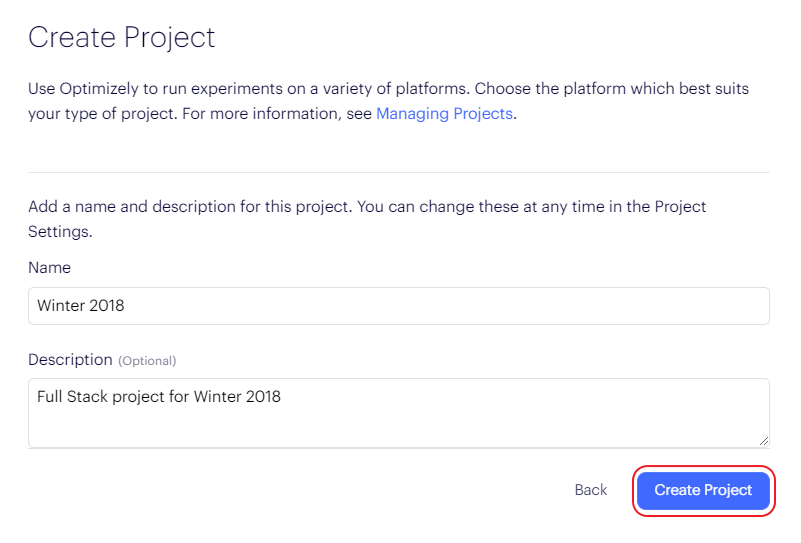 Create Project
Use Optimizely to run experiments on a variety of platforms. Choose the platform which best suits
your type of project. For more information, see Managing Projects.
Add a name and description for this project. You can change these at any time in the Project
Settings.
Name
Winter 2018
Description (Optional)
Full Stack project for Winter 2018
Back Create Project